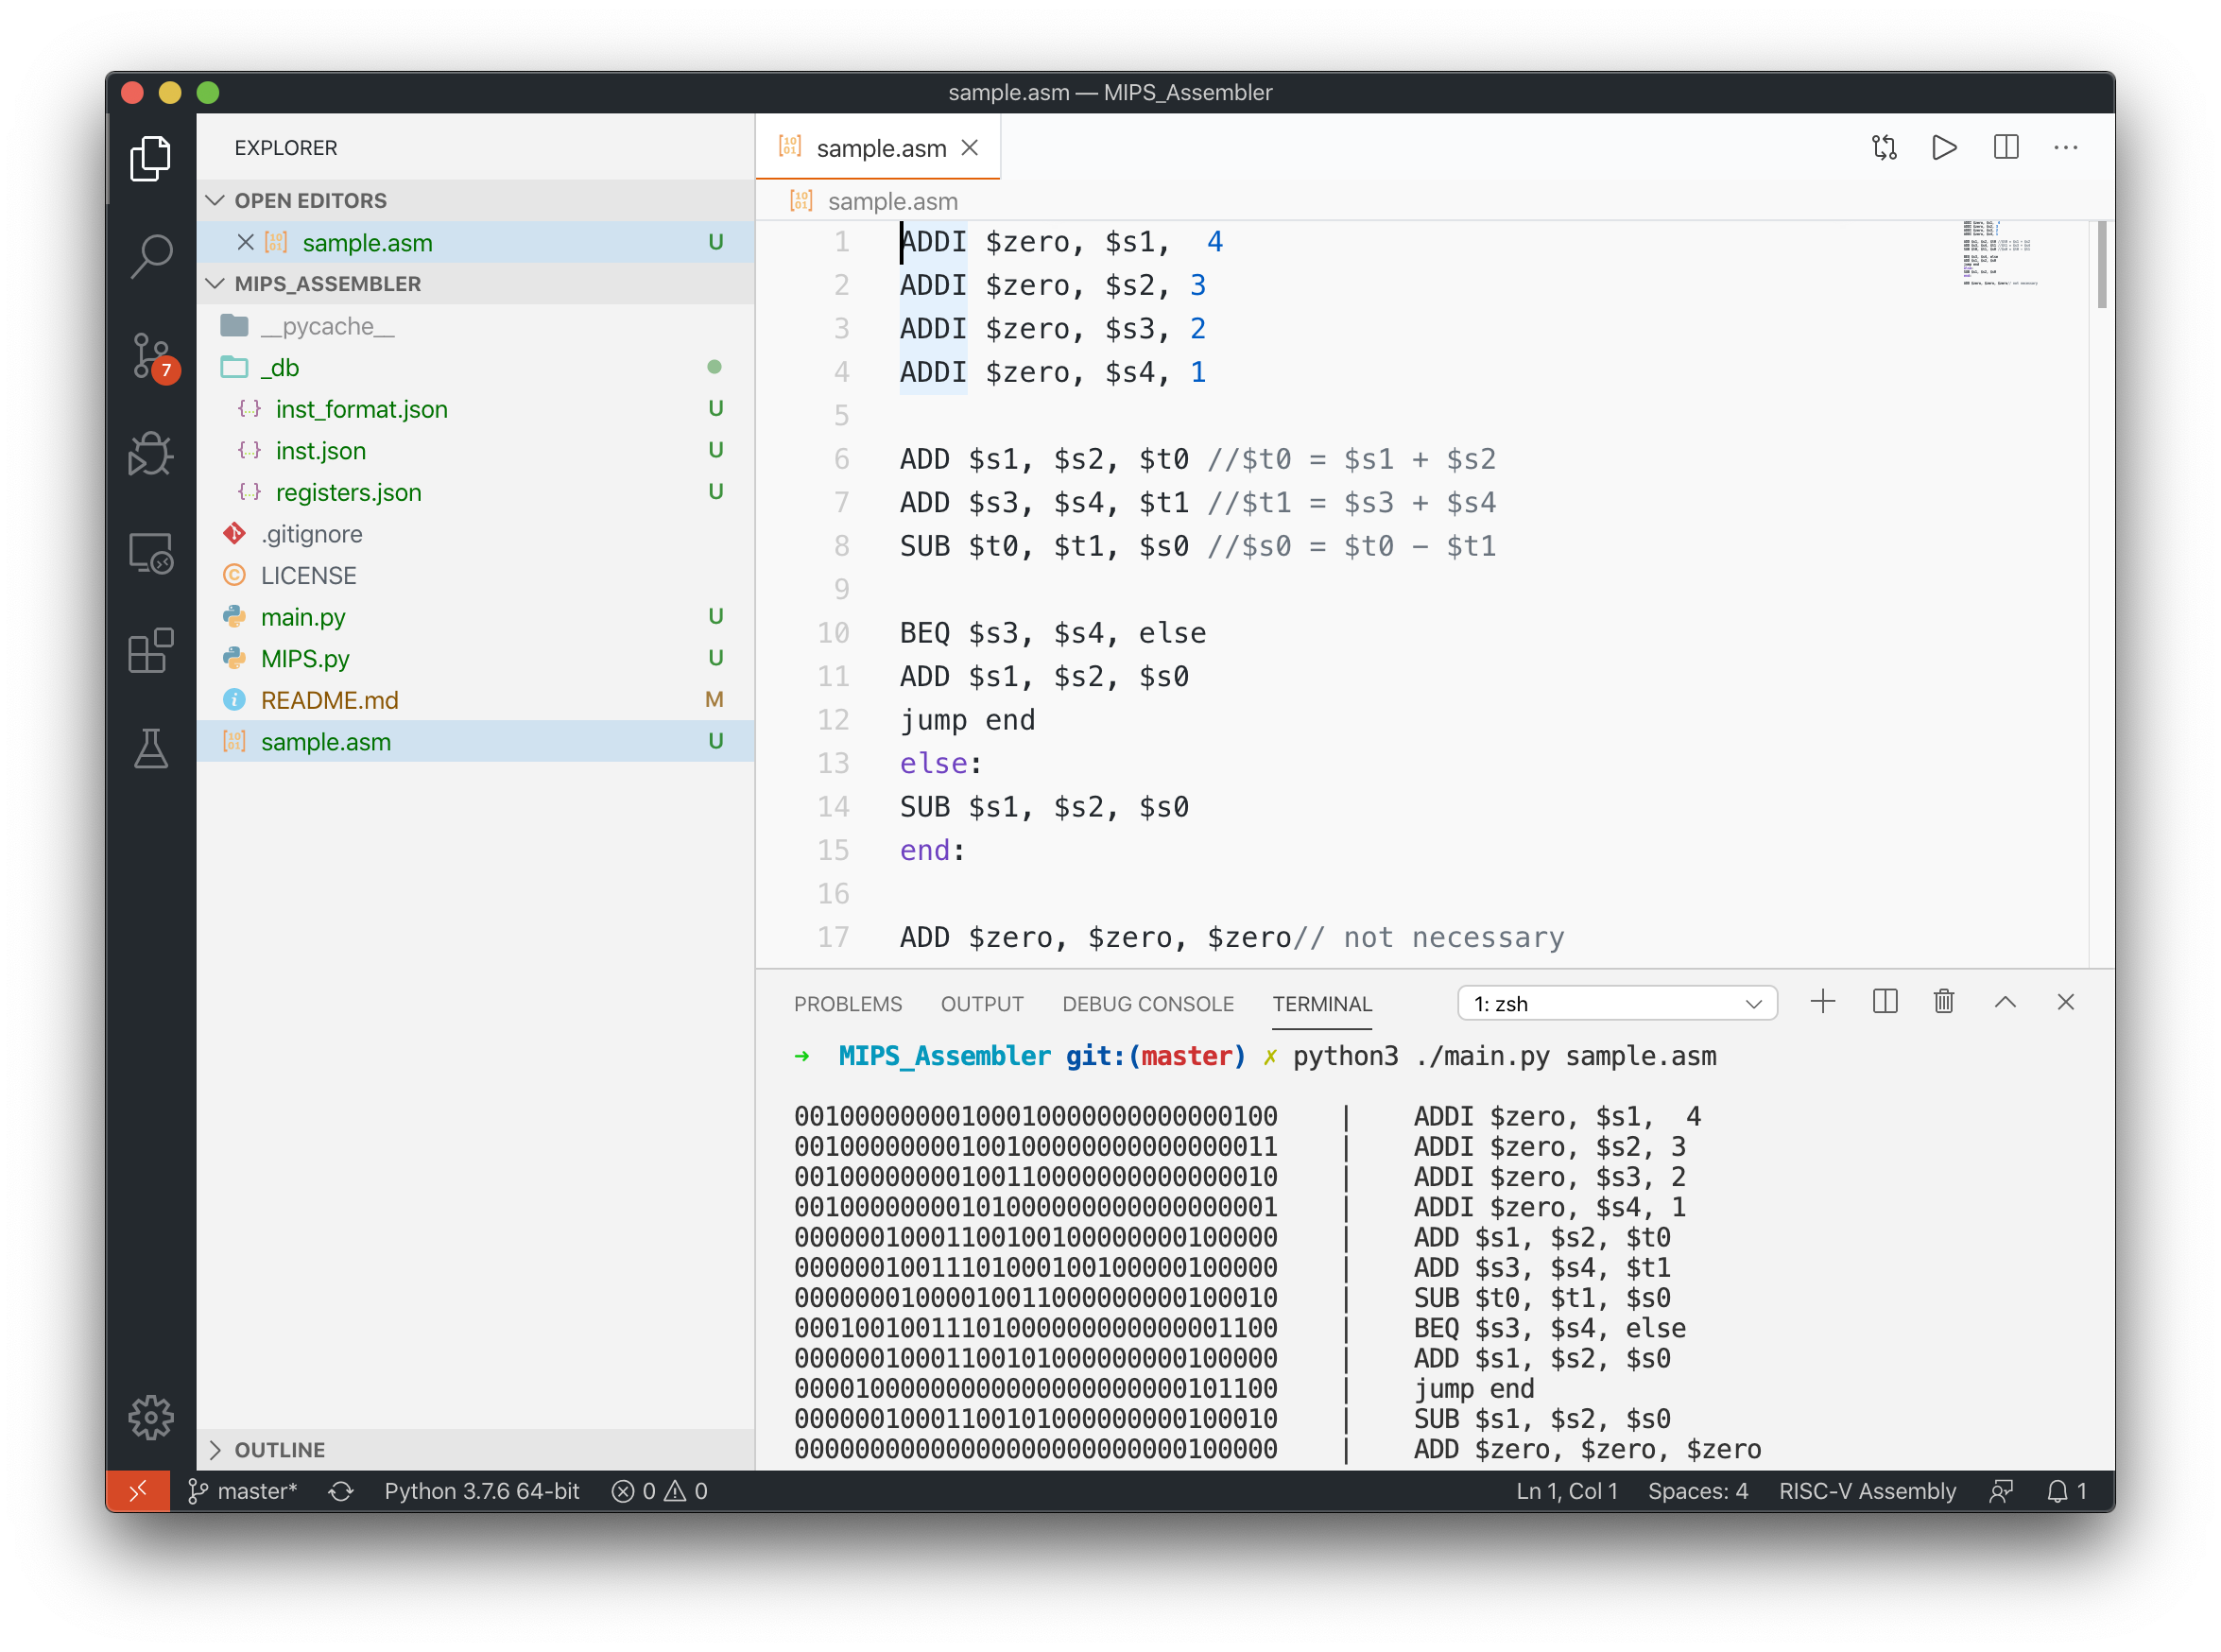 sample.asm — MIPS_Assembler
EXPLORER
OPEN EDITORS
sample.asm U
MIPS_ASSEMBLER
__pycache__
_db
inst_format.json U
inst.json U
registers.json U
.gitignore
LICENSE
main.py U
MIPS.py U
README.md M
sample.asm U
OUTLINE
7
sample.asm
sample.asm
1 ADDI $zero, $s1,  4
2 ADDI $zero, $s2, 3
3 ADDI $zero, $s3, 2
4 ADDI $zero, $s4, 1
5
6 ADD $s1, $s2, $t0 //$t0 = $s1 + $s2
7 ADD $s3, $s4, $t1 //$t1 = $s3 + $s4
8 SUB $t0, $t1, $s0 //$s0 = $t0 - $t1
9
10 BEQ $s3, $s4, else
11 ADD $s1, $s2, $s0
12 jump end
13 else:
14 SUB $s1, $s2, $s0
15 end:
16
17 ADD $zero, $zero, $zero// not necessary
PROBLEMS OUTPUT DEBUG CONSOLE TERMINAL 1: zsh
➜ MIPS_Assembler git:(master) ✗ python3 ./main.py sample.asm
00100000000100010000000000000100 | ADDI $zero, $s1,  4
00100000000100100000000000000011 | ADDI $zero, $s2, 3
00100000000100110000000000000010 | ADDI $zero, $s3, 2
00100000000101000000000000000001 | ADDI $zero, $s4, 1
00000010001100100100000000100000 | ADD $s1, $s2, $t0
00000010011101000100100000100000 | ADD $s3, $s4, $t1
00000001000010011000000000100010 | SUB $t0, $t1, $s0
00010010011101000000000000001100 | BEQ $s3, $s4, else
00000010001100101000000000100000 | ADD $s1, $s2, $s0
00001000000000000000000000101100 | jump end
00000010001100101000000000100010 | SUB $s1, $s2, $s0
00000000000000000000000000100000 | ADD $zero, $zero, $zero
master* Python 3.7.6 64-bit 0 0 Ln 1, Col 1 Spaces: 4 RISC-V Assembly 1